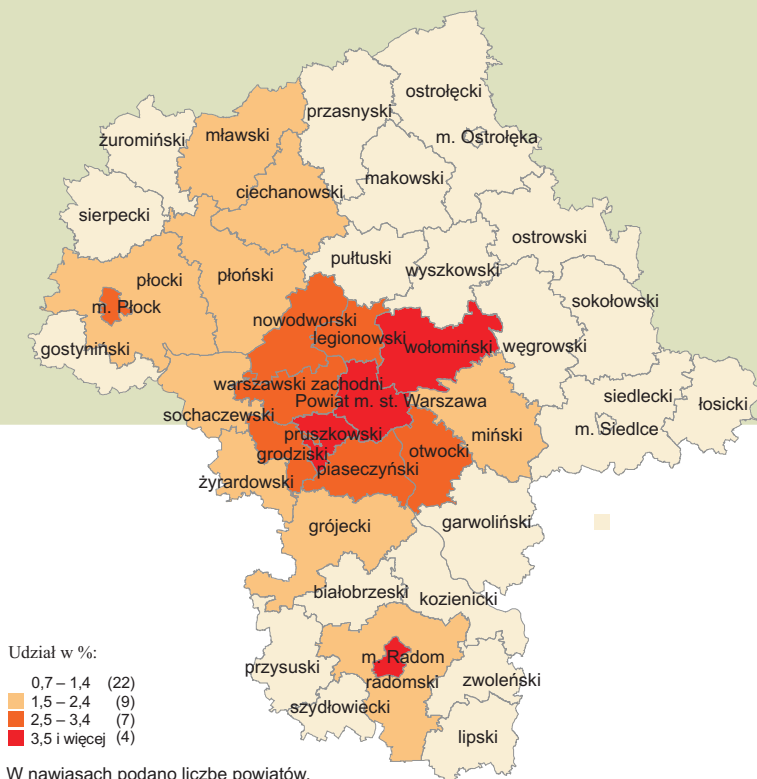 ostrołęcki
przasnyski
mławski
żuromiński
m. Ostrołęka
ciechanowski
makowski
sierpecki
ostrowski
pułtuski
wyszkowski
płocki
płoński
sokołowski
m. Płock
nowodworski
legionowski
wołomiński
węgrowski
gostyniński
warszawski zachodni
siedlecki
Powiat m. st. Warszawa
łosicki
sochaczewski
m. Siedlce
pruszkowski
miński
otwocki
grodziski
piaseczyński
żyrardowski
grójecki
garwoliński
białobrzeski
kozienicki
m. Radom
przysuski
radomski
zwoleński
szydłowiecki
lipski
Udział w %:
0,7 – 1,4 (22)
1,5 – 2,4 (9)
2,5 – 3,4 (7)
3,5 i więcej (4)
W nawiasach podano liczbę powiatów.